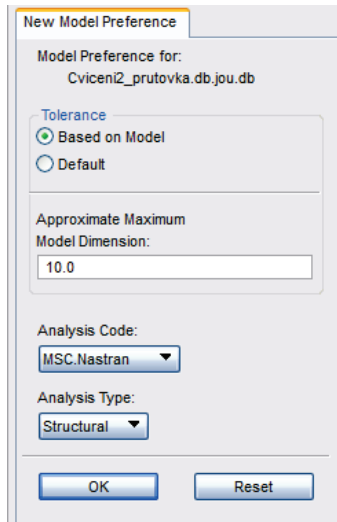 New Model Preference
Model Preference for:
Cviceni2_prutovka.db.jou.db
Tolerance
Based on Model
Default
Approximate Maximum
Model Dimension:
10.0
Analysis Code:
MSC.Nastran
Analysis Type:
Structural
OK
Reset